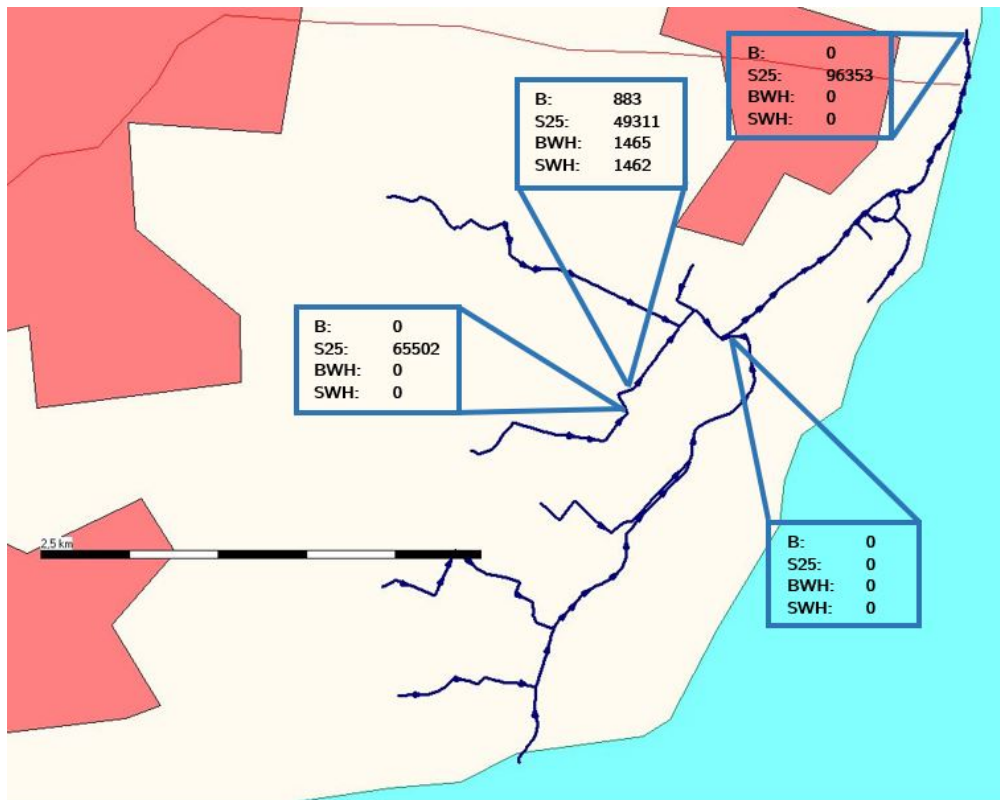 B: 0
S25: 96353
BWH: 0
SWH: 0
B: 883
S25: 49311
BWH: 1465
SWH: 1462
B: 0
S25: 65502
BWH: 0
SWH: 0
2,5 km
B: 0
S25: 0
BWH: 0
SWH: 0